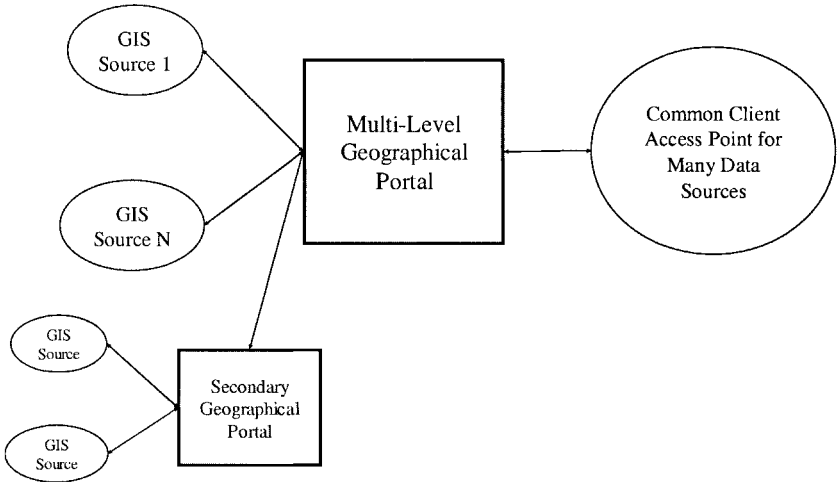 GIS
Source 1
Multi-Level
Geographical
Portal
Common Client
Access Point for
Many Data
Sources
GIS
Source N
GIS
Source
Secondary
Geographical
Portal
GIS
Source